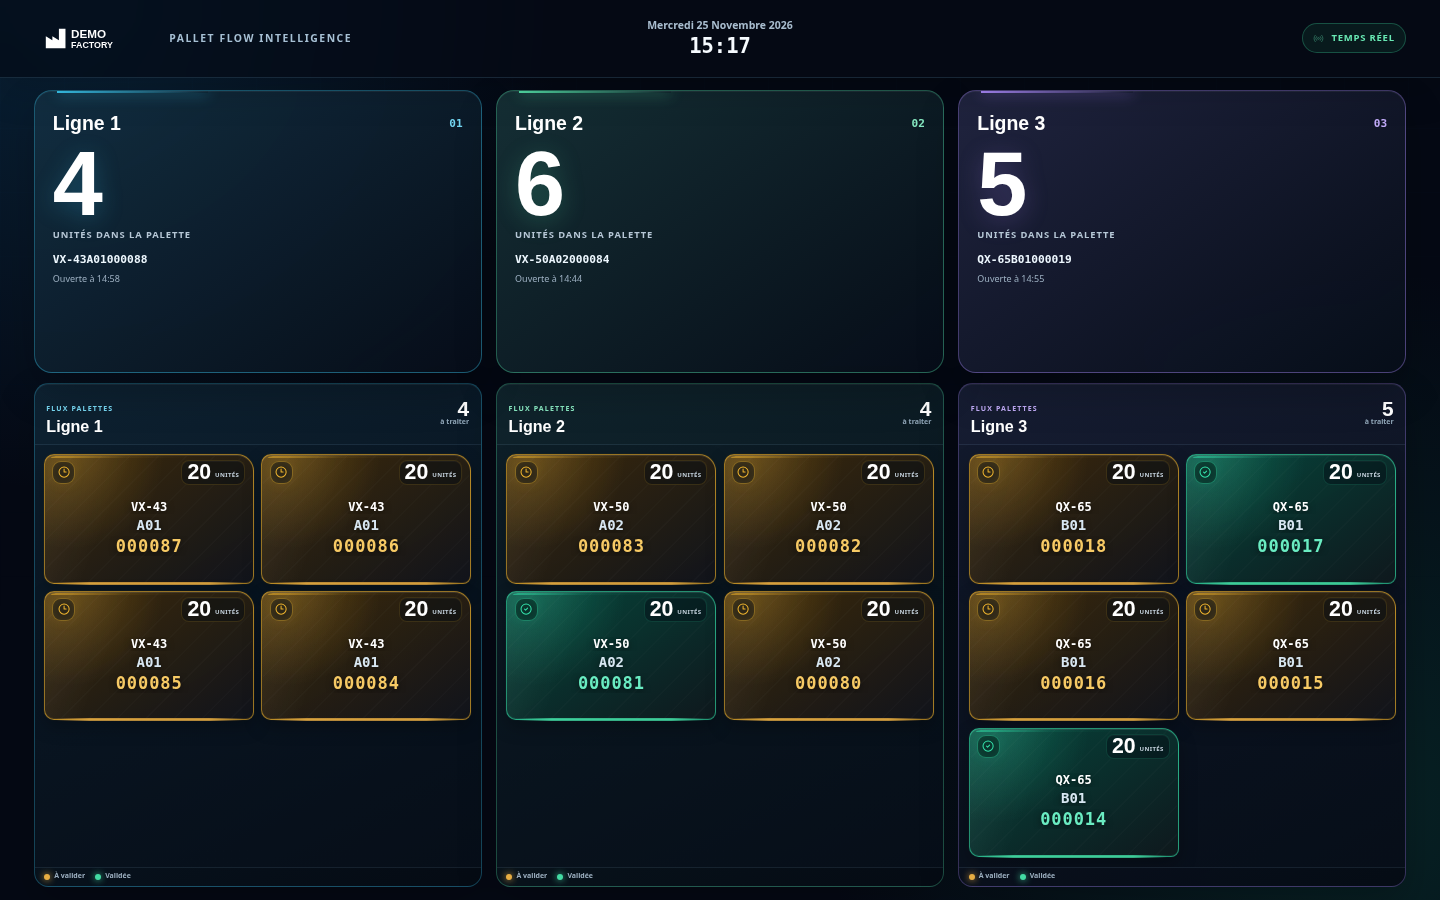 DEMO
FACTORY
PALLET FLOW INTELLIGENCE
Mercredi 25 Novembre 2026
15:17
TEMPS RÉEL
Ligne 1
01
4
UNITÉS DANS LA PALETTE
VX-43A01000088
Ouverte à 14:58
Ligne 2
02
6
UNITÉS DANS LA PALETTE
VX-50A02000084
Ouverte à 14:44
Ligne 3
03
5
UNITÉS DANS LA PALETTE
QX-65B01000019
Ouverte à 14:55
FLUX PALETTES
Ligne 1
4
à traiter
20 UNITÉS
VX-43
A01
000087
20 UNITÉS
VX-43
A01
000086
20 UNITÉS
VX-43
A01
000085
20 UNITÉS
VX-43
A01
000084
À valider
Validée
FLUX PALETTES
Ligne 2
4
à traiter
20 UNITÉS
VX-50
A02
000083
20 UNITÉS
VX-50
A02
000082
20 UNITÉS
VX-50
A02
000081
20 UNITÉS
VX-50
A02
000080
À valider
Validée
FLUX PALETTES
Ligne 3
5
à traiter
20 UNITÉS
QX-65
B01
000018
20 UNITÉS
QX-65
B01
000017
20 UNITÉS
QX-65
B01
000016
20 UNITÉS
QX-65
B01
000015
20 UNITÉS
QX-65
B01
000014
À valider
Validée